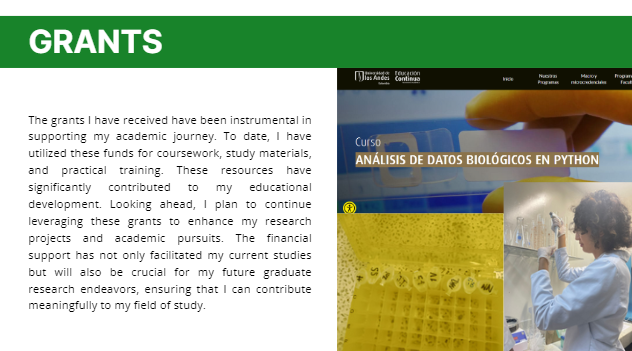 GRANTS
The grants I have received have been instrumental in
supporting my academic journey. To date, I have
utilized these funds for coursework, study materials,
and practical training. These resources have
significantly contributed to my educational
development. Looking ahead, I plan to continue
leveraging these grants to enhance my research
projects and academic pursuits. The financial
support has not only facilitated my current studies
but will also be crucial for my future graduate
research endeavors, ensuring that I can contribute
meaningfully to my field of study.
Universidad de los Andes
Educación Continua
Inicio
Nuestros Programas
Macro y microcredenciales
Curso
ANÁLISIS DE DATOS BIOLÓGICOS EN PYTHON